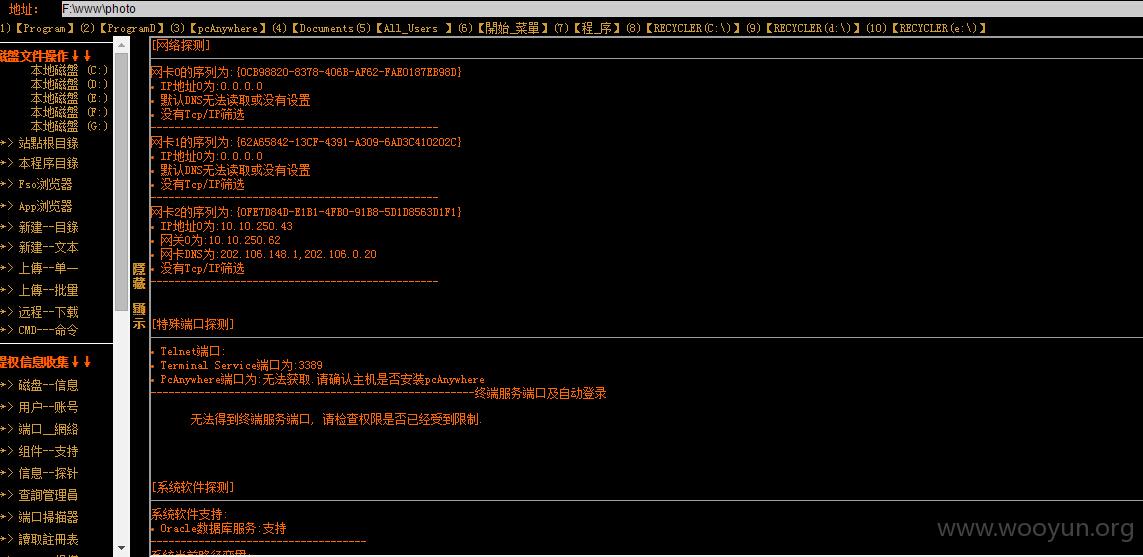 地址: F:\www\photo
1)【Program】(2)【ProgramD】(3)【pcAnywhere】(4)【Documents(5)【All_Users 】(6)【開始_菜單】(7)【程_序】(8)【RECYCLER(C:\)】(9)【RECYCLER(d:\)】(10)【RECYCLER(e:\)】
磁盤文件操作↓↓
本地磁盤 (C:)
本地磁盤 (D:)
本地磁盤 (E:)
本地磁盤 (F:)
本地磁盤 (G:)
->站點根目錄
->本程序目錄
->Fso浏览器
->App浏览器
->新建--目錄
->新建--文本
->上傳--单一
->上傳--批量
->远程--下载
->CMD---命令
提权信息收集↓↓
->磁盘--信息
->用户--账号
->端口__網絡
->组件--支持
->信息--探针
->查詢管理員
->端口掃描器
->讀取註冊表
隱藏
顯示
[网络探测]
网卡0的序列为:{0CB98820-8378-406B-AF62-FAE0187EB98D}
• IP地址0为:0.0.0.0
• 默认DNS无法读取或没有设置
• 没有Tcp/IP筛选
------------------------------------------------
网卡1的序列为:{62A65842-13CF-4391-A309-6AD3C410202C}
• IP地址0为:0.0.0.0
• 默认DNS无法读取或没有设置
• 没有Tcp/IP筛选
------------------------------------------------
网卡2的序列为:{0FE7D84D-E1B1-4FB0-91B8-5D1D8563D1F1}
• IP地址0为:10.10.250.43
• 网关0为:10.10.250.62
• 网卡DNS为:202.106.148.1,202.106.0.20
• 没有Tcp/IP筛选
------------------------------------------------
[特殊端口探测]
• Telnet端口:
• Terminal Service端口为:3389
• PcAnywhere端口为:无法获取.请确认主机是否安装pcAnywhere
------------------------------------------------------终端服务端口及自动登录
无法得到终端服务端口, 请检查权限是否已经受到限制.
[系统软件探测]
系统软件支持:
• Oracle数据库服务:支持
------------------------------------
系统当前路径变量:
www.wooyun.org